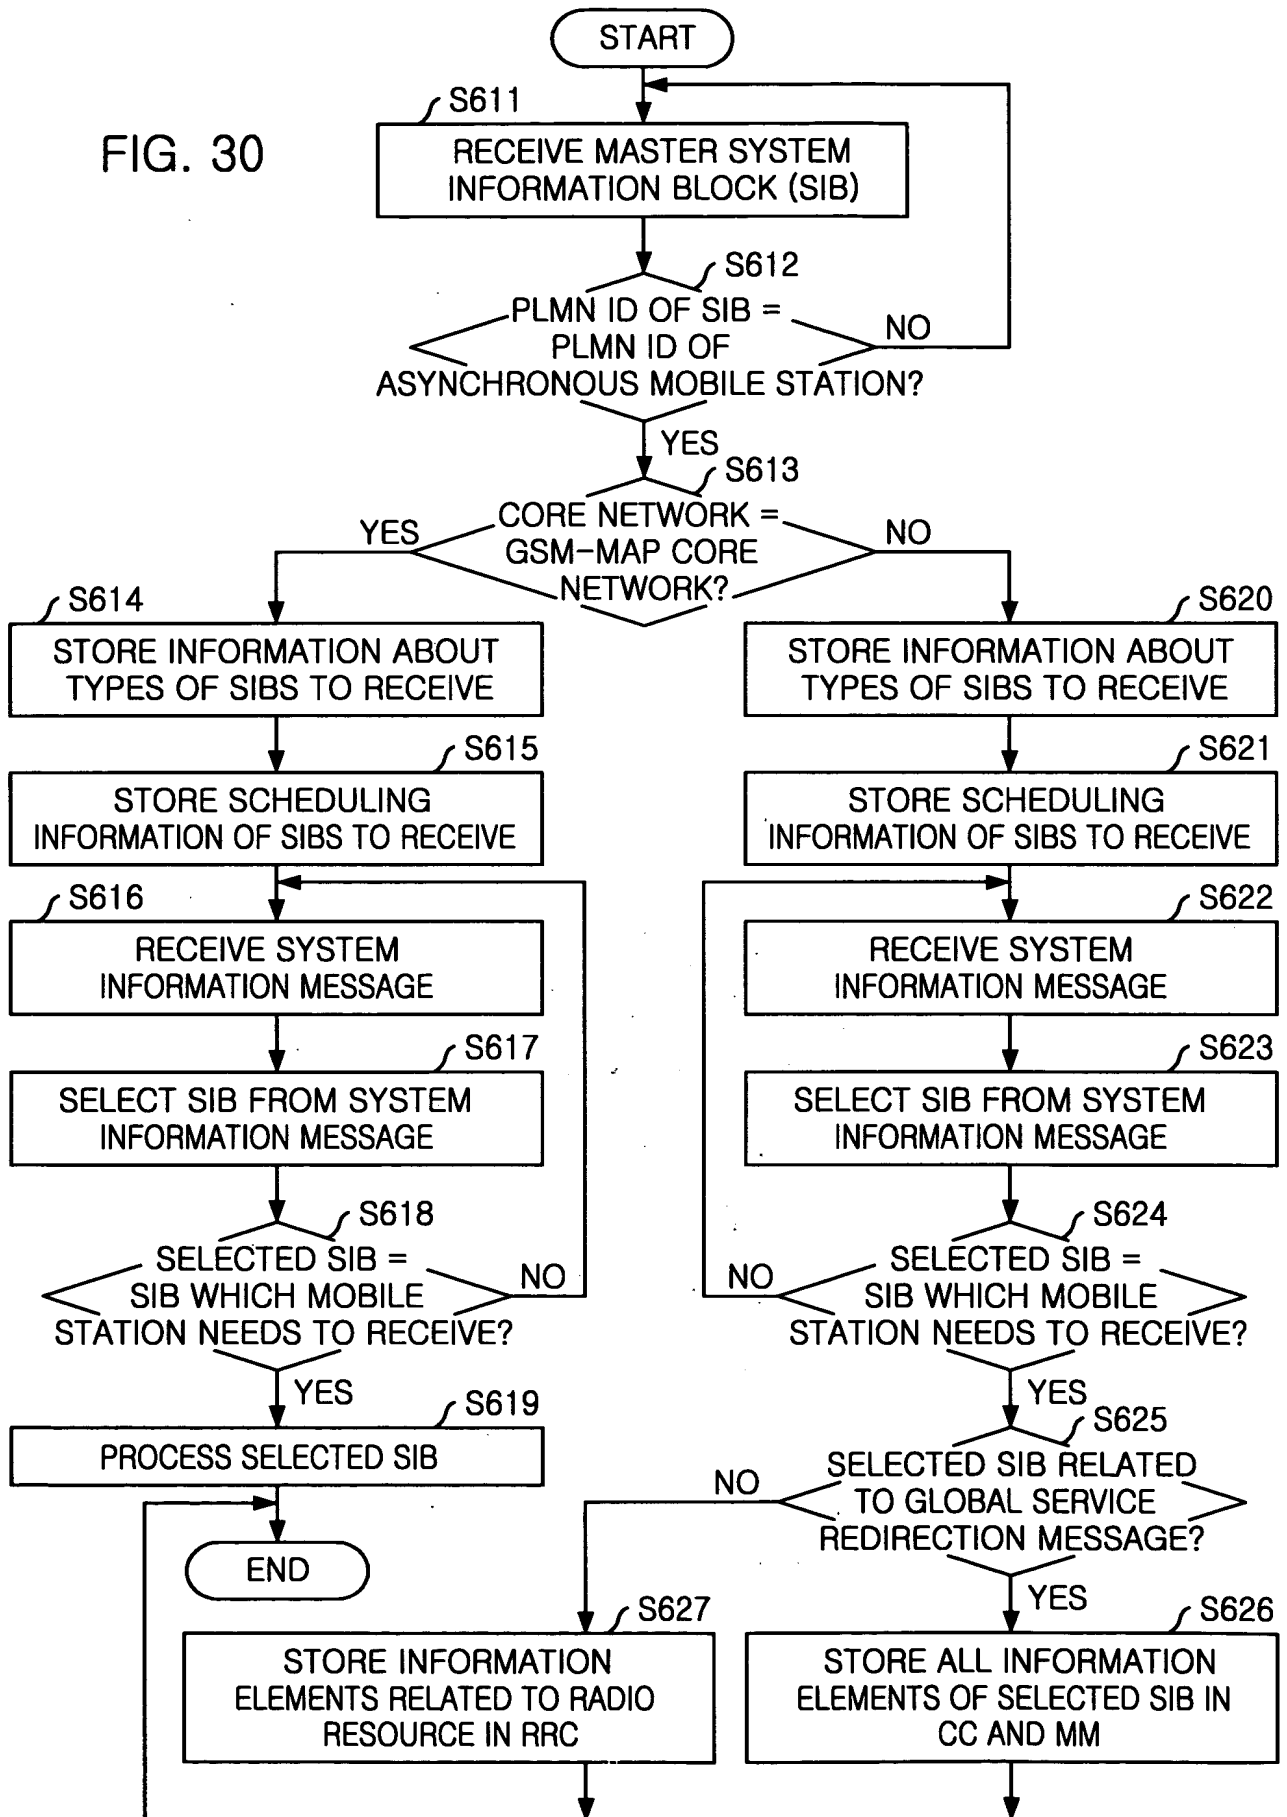 START
FIG. 30
S611
RECEIVE MASTER SYSTEM
INFORMATION BLOCK (SIB)
S612
PLMN ID OF SIB =
PLMN ID OF
ASYNCHRONOUS MOBILE STATION?
NO
YES
S613
CORE NETWORK =
GSM-MAP CORE
NETWORK?
YES
NO
S614
STORE INFORMATION ABOUT
TYPES OF SIBS TO RECEIVE
S615
STORE SCHEDULING
INFORMATION OF SIBS TO RECEIVE
S616
RECEIVE SYSTEM
INFORMATION MESSAGE
S617
SELECT SIB FROM SYSTEM
INFORMATION MESSAGE
S618
SELECTED SIB =
SIB WHICH MOBILE
STATION NEEDS TO RECEIVE?
NO
YES
S619
PROCESS SELECTED SIB
END
S620
STORE INFORMATION ABOUT
TYPES OF SIBS TO RECEIVE
S621
STORE SCHEDULING
INFORMATION OF SIBS TO RECEIVE
S622
RECEIVE SYSTEM
INFORMATION MESSAGE
S623
SELECT SIB FROM SYSTEM
INFORMATION MESSAGE
S624
SELECTED SIB =
SIB WHICH MOBILE
STATION NEEDS TO RECEIVE?
NO
YES
S625
SELECTED SIB RELATED
TO GLOBAL SERVICE
REDIRECTION MESSAGE?
NO
YES
S627
STORE INFORMATION
ELEMENTS RELATED TO RADIO
RESOURCE IN RRC
S626
STORE ALL INFORMATION
ELEMENTS OF SELECTED SIB IN
CC AND MM